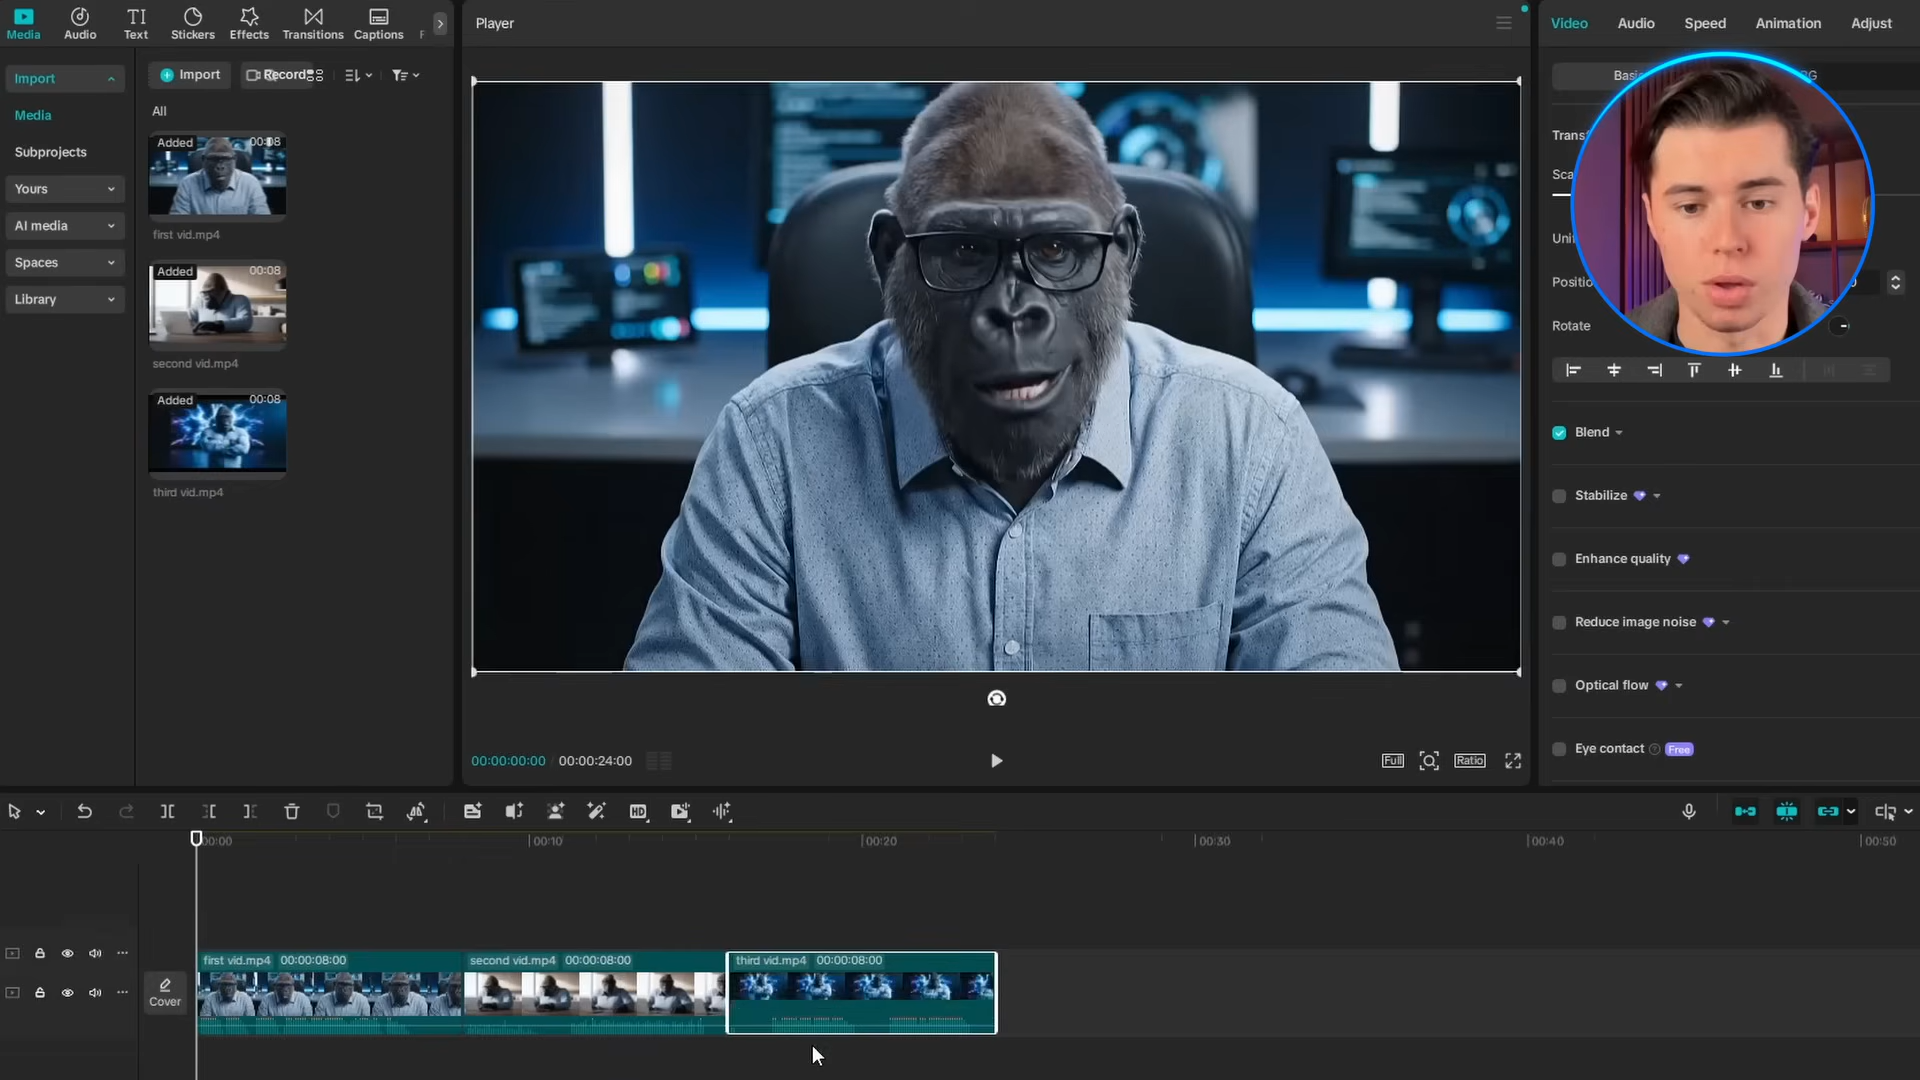 Media
Audio
Text
Stickers
Effects
Transitions
Captions
Player
Video
Audio
Speed
Animation
Adjust
Import
Media
Subprojects
Yours
AI media
Spaces
Library
Import
Record
All
Added 00:08
first vid.mp4
Added 00:08
second vid.mp4
Added 00:08
third vid.mp4
Rotate
Blend
Stabilize
Enhance quality
Reduce image noise
Optical flow
Eye contact Free
00:00:00:00 / 00:00:24:00
Full
Ratio
00:00
00:10
00:20
00:30
00:40
00:50
Cover
first vid.mp4 00:00:08:00
second vid.mp4 00:00:08:00
third vid.mp4 00:00:08:00